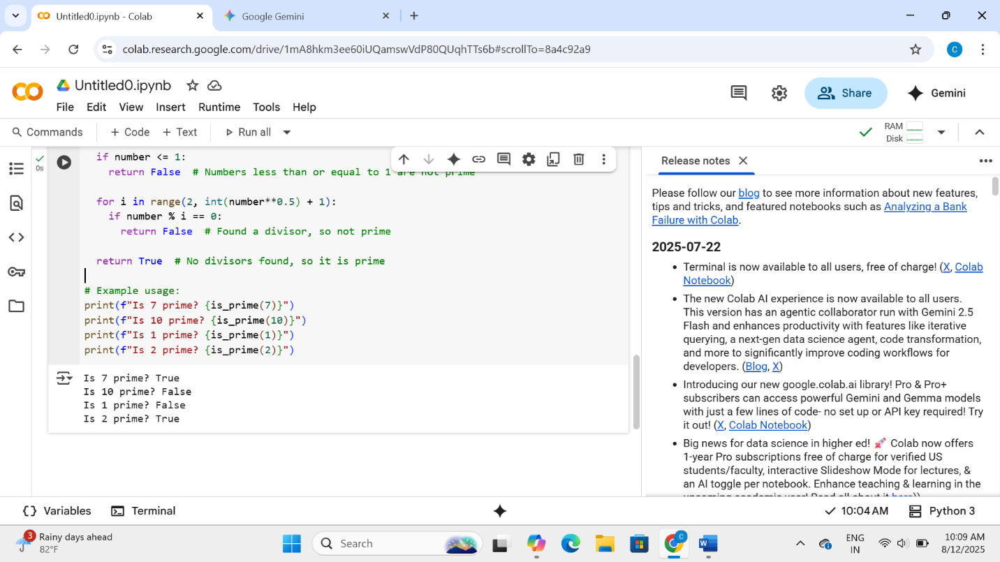 Untitled0.ipynb - Colab
Google Gemini
colab.research.google.com/drive/1mA8hkm3ee60iUQamswVdP80QUqhTTs6b#scrollTo=8a4c92a9
C
Untitled0.ipynb
Share
Gemini
File Edit View Insert Runtime Tools Help
Commands + Code + Text Run all
RAM
Disk
0s
if number <= 1:
return False # Numbers less than or equal to 1 are not prime
for i in range(2, int(number**0.5) + 1):
if number % i == 0:
return False # Found a divisor, so not prime
return True # No divisors found, so it is prime
# Example usage:
print(f"Is 7 prime? {is_prime(7)}")
print(f"Is 10 prime? {is_prime(10)}")
print(f"Is 1 prime? {is_prime(1)}")
print(f"Is 2 prime? {is_prime(2)}")
Is 7 prime? True
Is 10 prime? False
Is 1 prime? False
Is 2 prime? True
Release notes
Please follow our blog to see more information about new features,
tips and tricks, and featured notebooks such as Analyzing a Bank
Failure with Colab.
2025-07-22
• Terminal is now available to all users, free of charge! (X, Colab
Notebook)
• The new Colab AI experience is now available to all users.
This version has an agentic collaborator run with Gemini 2.5
Flash and enhances productivity with features like iterative
querying, a next-gen data science agent, code transformation,
and more to significantly improve coding workflows for
developers. (Blog, X)
• Introducing our new google.colab.ai library! Pro & Pro+
subscribers can access powerful Gemini and Gemma models
with just a few lines of code- no set up or API key required! Try
it out! (X, Colab Notebook)
• Big news for data science in higher ed! 🚀 Colab now offers
1-year Pro subscriptions free of charge for verified US
students/faculty, interactive Slideshow Mode for lectures, &
an AI toggle per notebook. Enhance teaching & learning in the
upcoming academic year! Read all about it here))
Variables
Terminal
10:04 AM
Python 3
3
Rainy days ahead
82°F
Search
C
ENG
IN
10:09 AM
8/12/2025